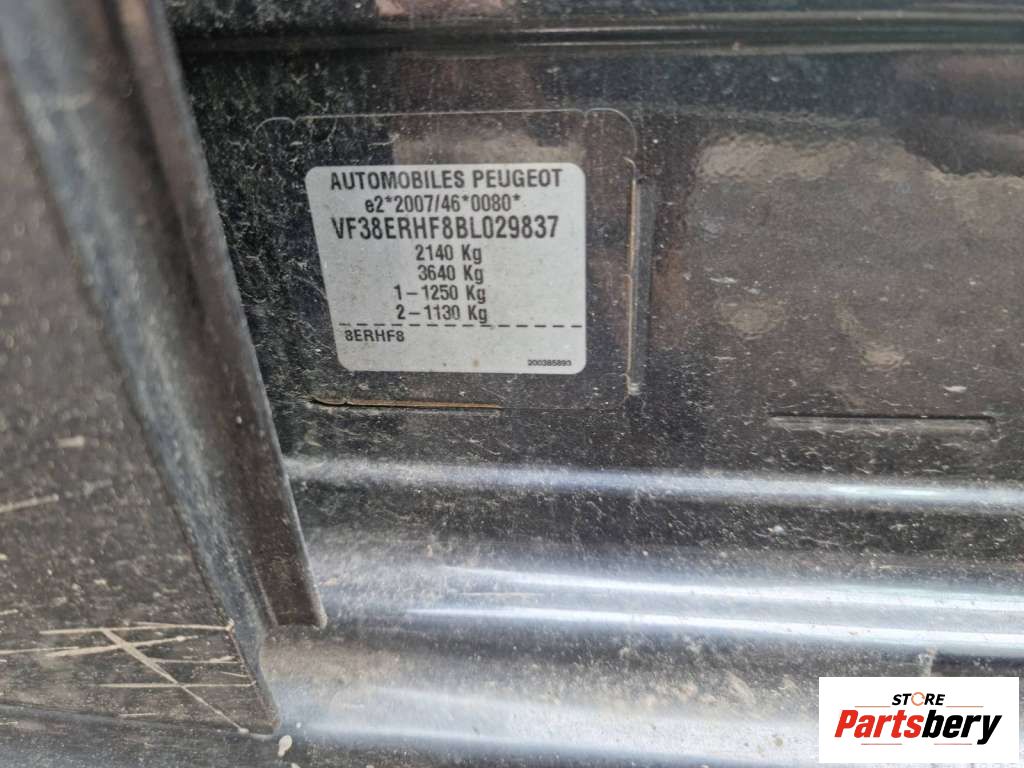 AUTOMOBILES PEUGEOT
e2*2007/46*0080*
VF38ERHF8BL029837
2140 Kg
3640 Kg
1-1250 Kg
2-1130 Kg
8ERHF8
200385893
STORE
Partsbery